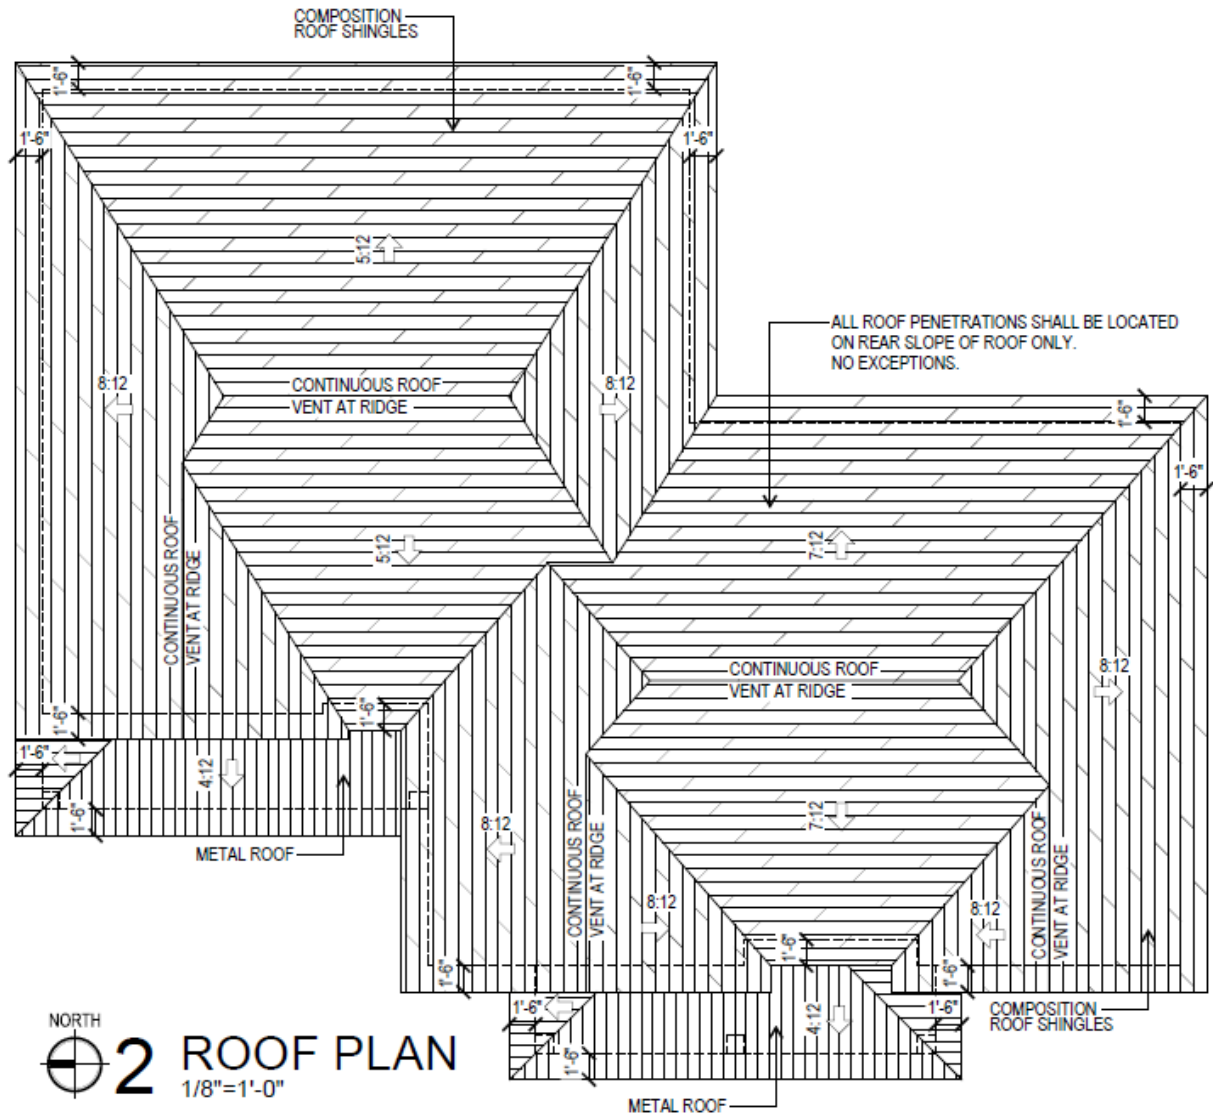 COMPOSITION
ROOF SHINGLES
1'-6"
1'-6"
1'-6"
1'-6"
5:12
ALL ROOF PENETRATIONS SHALL BE LOCATED
ON REAR SLOPE OF ROOF ONLY.
NO EXCEPTIONS.
8:12
CONTINUOUS ROOF
VENT AT RIDGE
8:12
1'-6"
1'-6"
CONTINUOUS ROOF
VENT AT RIDGE
5:12
7:12
CONTINUOUS ROOF
VENT AT RIDGE
8:12
1'-6"
1'-6"
1'-6"
4:12
1'-6"
METAL ROOF
8:12
7:12
CONTINUOUS ROOF
VENT AT RIDGE
8:12
8:12
CONTINUOUS ROOF
VENT AT RIDGE
1'-6"
1'-6"
1'-6"
1'-6"
1'-6"
4:12
1'-6"
COMPOSITION
ROOF SHINGLES
METAL ROOF
NORTH
2 ROOF PLAN
1/8"=1'-0"